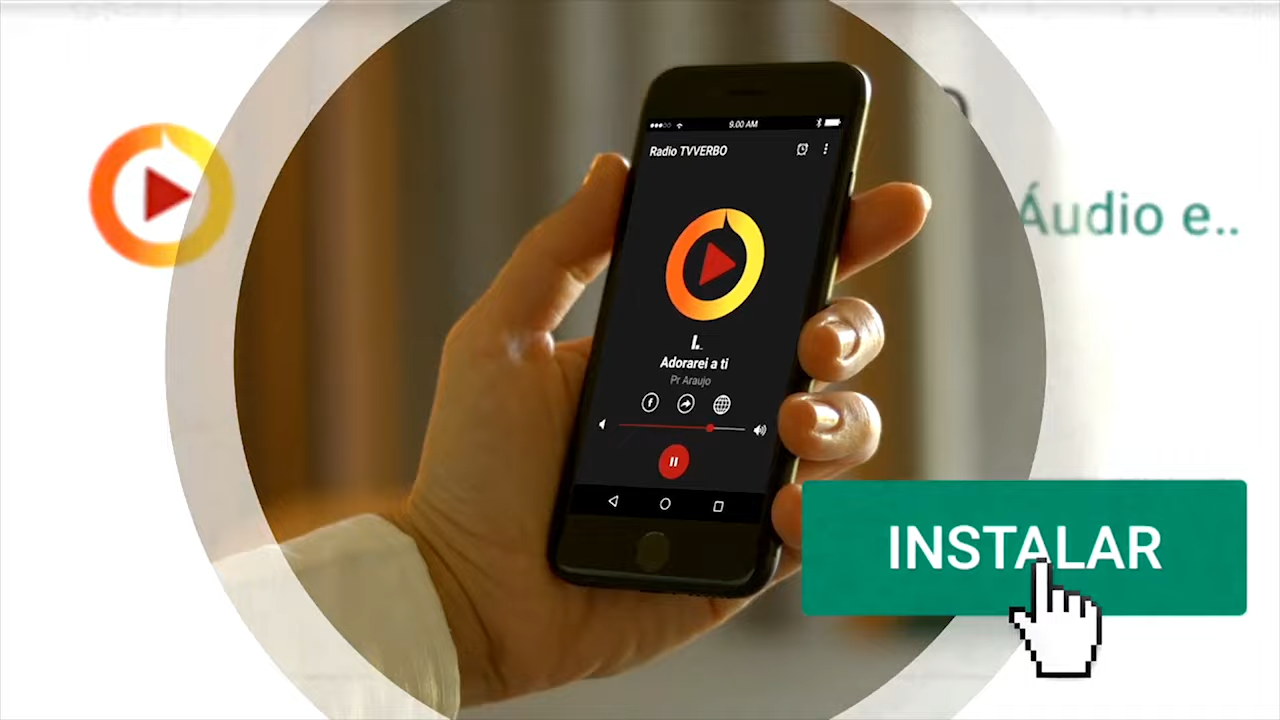 9.00 AM
Radio TVVERBO
Áudio e..
Adorarei a ti
Pr Araujo
INSTALAR